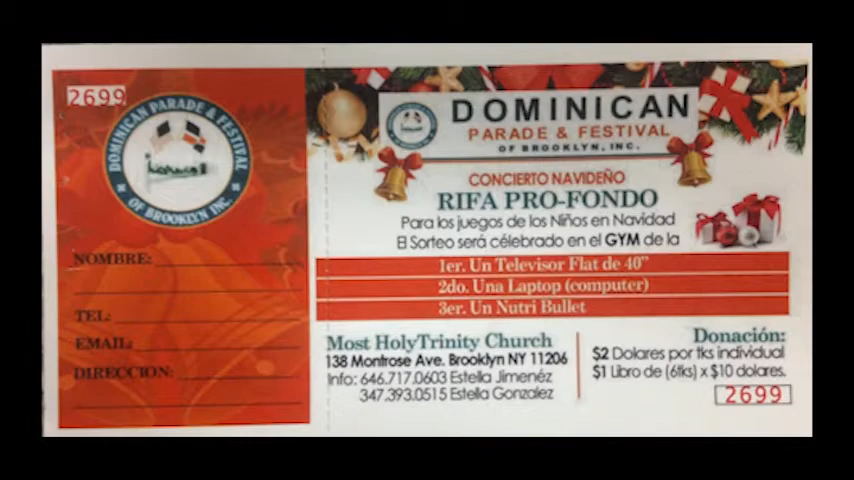 2699
DOMINICAN PARADE & FESTIVAL
OF BROOKLYN INC.
NOMBRE:
TEL:
EMAIL:
DIRECCION:
DOMINICAN
PARADE & FESTIVAL
OF BROOKLYN, INC.
CONCIERTO NAVIDEÑO
RIFA PRO-FONDO
Para los juegos de los Niños en Navidad
El Sorteo será célebrado en el GYM de la
1er. Un Televisor Flat de 40”
2do. Una Laptop (computer)
3er. Un Nutri Bullet
Most HolyTrinity Church
138 Montrose Ave. Brooklyn NY 11206
Info: 646.717.0603 Estella Jimenéz
347.393.0515 Estella Gonzalez
Donación:
$2 Dolares por tks individual
$1 Libro de (6tks) x $10 dolares.
2699